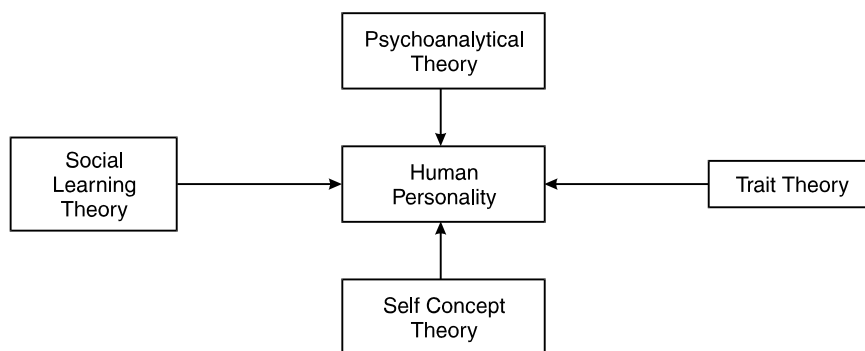 Psychoanalytical
Theory
Social
Learning
Theory
Human
Personality
Trait Theory
Self Concept
Theory